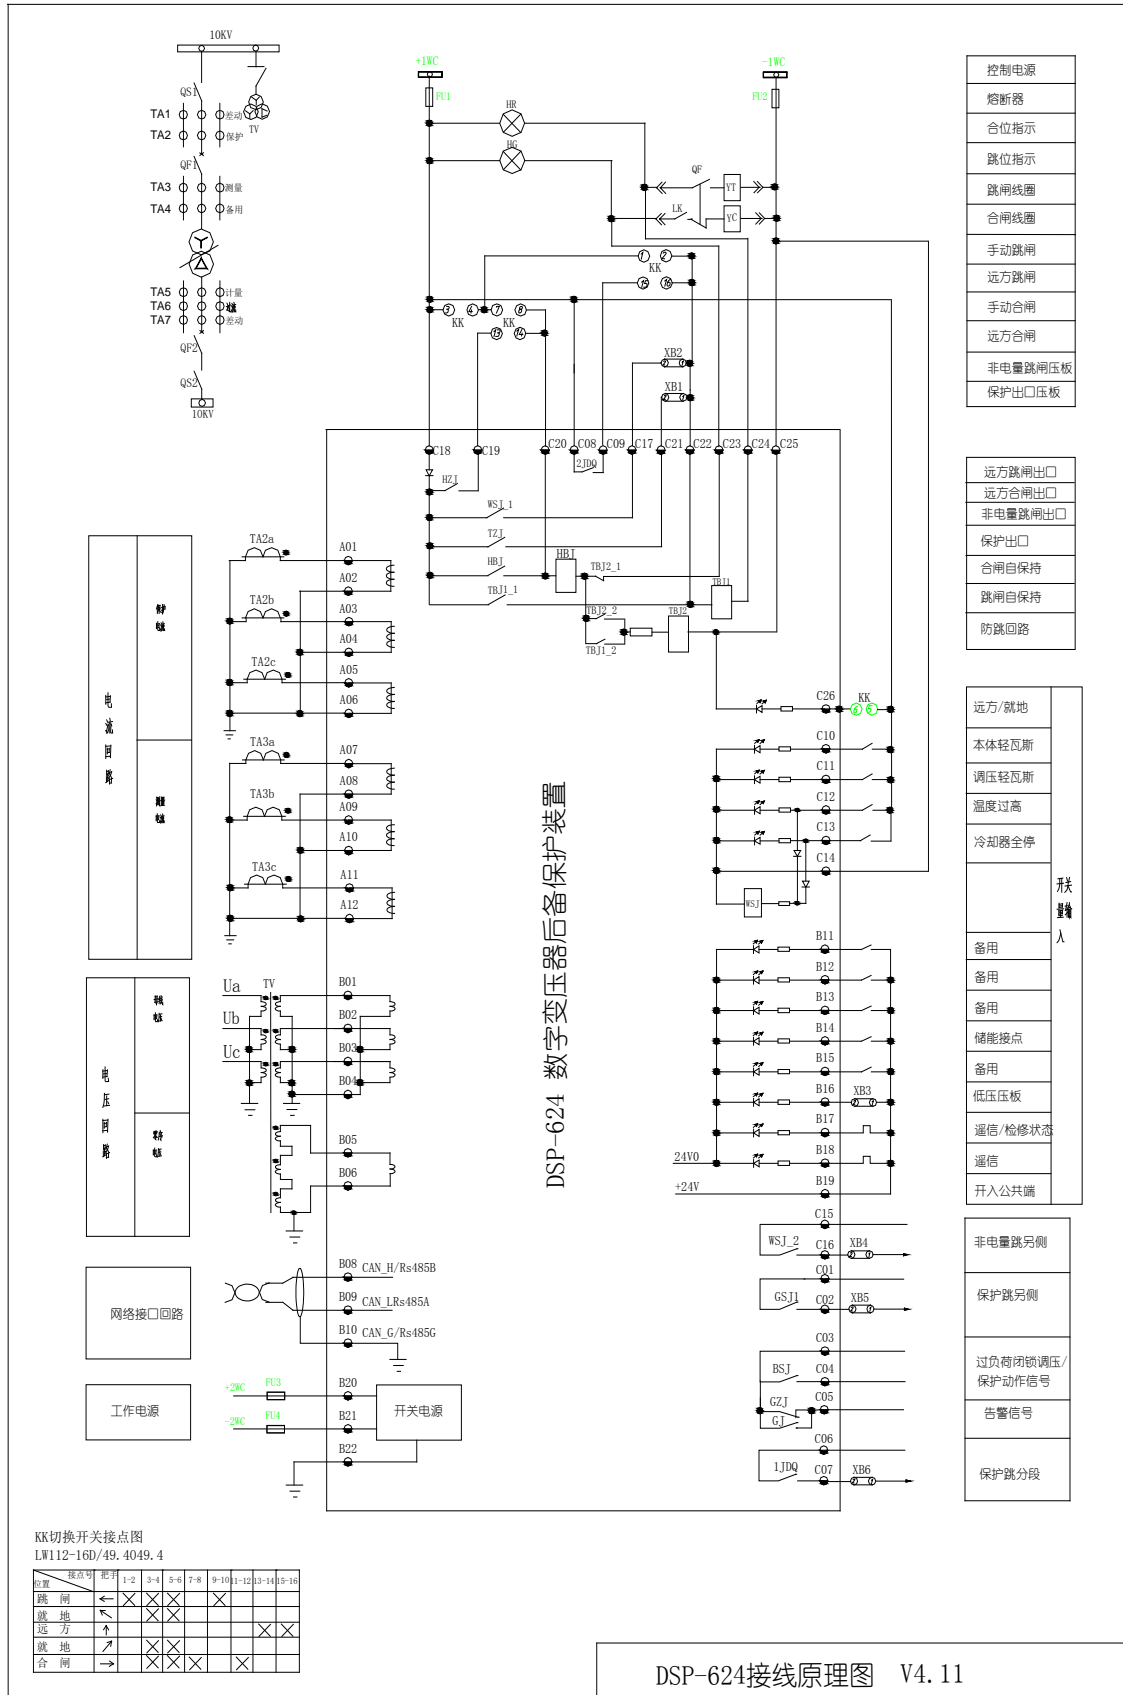 10KV
QS1
TA1
差动
TA2
保护
TV
QF1
TA3
测量
TA4
备用
TA5
计量
TA6
TA7
差动
QF2
QS2
10KV
+1WC
-1WC
FU1
FU2
HR
HG
QF
YT
LK
YC
1
2
KK
15
16
3
4
7
8
KK
KK
13
14
XB2
XB1
C18
C19
C20
C08
C09
C17
C21
C22
C23
C24
C25
2JDQ
HZJ
WSJ_1
TZJ
HBJ
HBJ
TBJ2_1
TBJ1_1
TBJ1
TBJ2_2
TBJ2
TBJ1_2
控制电源
熔断器
合位指示
跳位指示
跳闸线圈
合闸线圈
手动跳闸
远方跳闸
手动合闸
远方合闸
非电量跳闸压板
保护出口压板
远方跳闸出口
远方合闸出口
非电量跳闸出口
保护出口
合闸自保持
跳闸自保持
防跳回路
电流回路
TA2a
A01
A02
TA2b
A03
A04
TA2c
A05
A06
TA3a
A07
A08
TA3b
A09
A10
TA3c
A11
A12
电压回路
Ua
TV
B01
Ub
B02
Uc
B03
B04
B05
B06
DSP-624 数字变压器后备保护装置
C26
KK
6
5
C10
C11
C12
C13
C14
WSJ
B11
B12
B13
B14
B15
B16
XB3
B17
24V0
B18
+24V
B19
远方/就地
本体轻瓦斯
调压轻瓦斯
温度过高
冷却器全停
备用
备用
备用
储能接点
备用
低压压板
遥信/检修状态
遥信
开入公共端
开关量输入
C15
WSJ_2
C16
XB4
C01
GSJ1
C02
XB5
C03
BSJ
C04
GZJ
C05
GJ
C06
1JDQ
C07
XB6
非电量跳另侧
保护跳另侧
过负荷闭锁调压/
保护动作信号
告警信号
保护跳分段
网络接口回路
B08
CAN_H/Rs485B
B09
CAN_LRs485A
B10
CAN_G/Rs485G
工作电源
+2WC
FU3
B20
-2WC
FU4
B21
开关电源
B22
KK切换开关接点图
LW112-16D/49.4049.4
接点号 把手 1-2 3-4 5-6 7-8 9-10 11-12 13-14 15-16
位置
跳 闸
就 地
远 方
就 地
合 闸
DSP-624接线原理图 V4.11